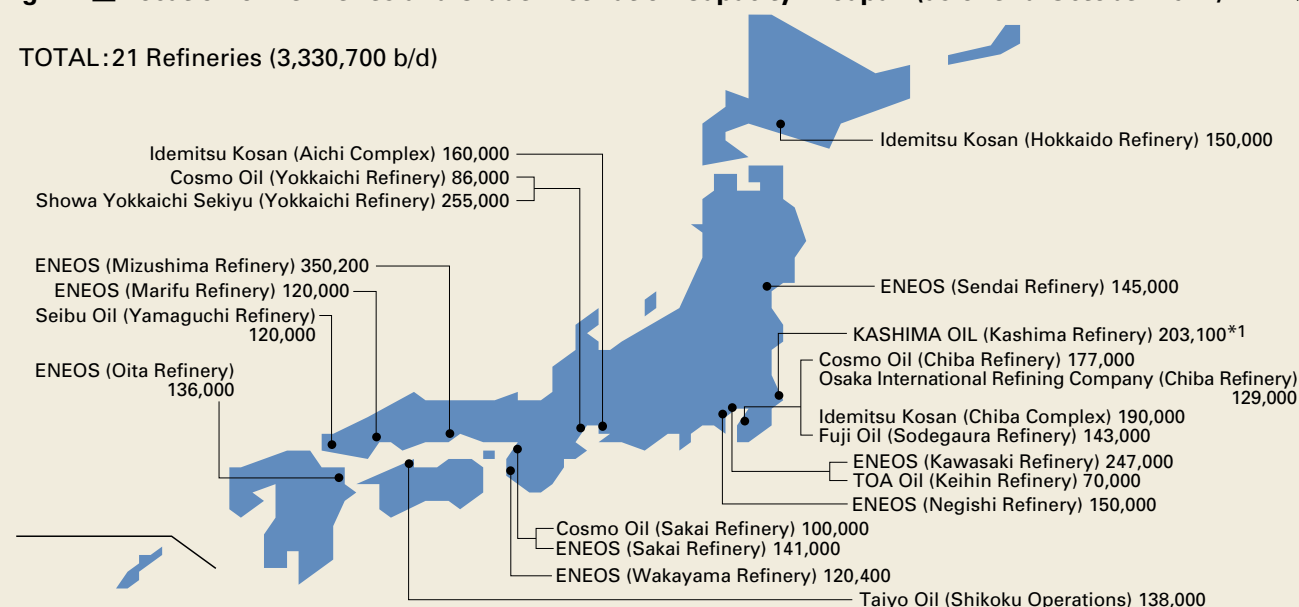 TOTAL:21 Refineries (3,330,700 b/d)
Idemitsu Kosan (Hokkaido Refinery) 150,000
Idemitsu Kosan (Aichi Complex) 160,000
Cosmo Oil (Yokkaichi Refinery) 86,000
Showa Yokkaichi Sekiyu (Yokkaichi Refinery) 255,000
ENEOS (Mizushima Refinery) 350,200
ENEOS (Marifu Refinery) 120,000
Seibu Oil (Yamaguchi Refinery)
120,000
ENEOS (Oita Refinery)
136,000
ENEOS (Sendai Refinery) 145,000
KASHIMA OIL (Kashima Refinery) 203,100*1
Cosmo Oil (Chiba Refinery) 177,000
Osaka International Refining Company (Chiba Refinery)
129,000
Idemitsu Kosan (Chiba Complex) 190,000
Fuji Oil (Sodegaura Refinery) 143,000
ENEOS (Kawasaki Refinery) 247,000
TOA Oil (Keihin Refinery) 70,000
ENEOS (Negishi Refinery) 150,000
Cosmo Oil (Sakai Refinery) 100,000
ENEOS (Sakai Refinery) 141,000
ENEOS (Wakayama Refinery) 120,400
Taiyo Oil (Shikoku Operations) 138,000